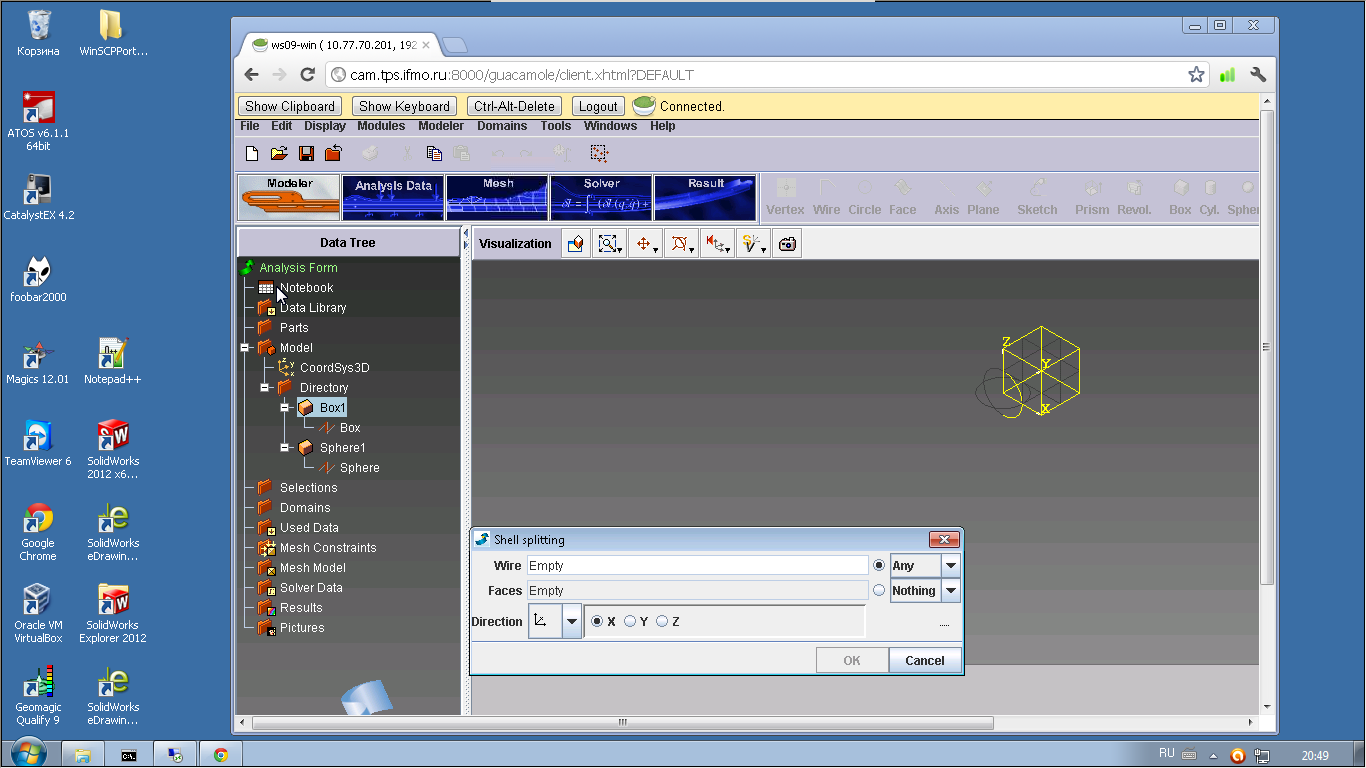 Корзина
WinSCPPort...
ATOS v6.1.1
64bit
CatalystEX 4.2
foobar2000
Magics 12.01
Notepad++
TeamViewer 6
SolidWorks
2012 x6...
Google
Chrome
SolidWorks
eDrawin...
Oracle VM
VirtualBox
SolidWorks
Explorer 2012
Geomagic
Qualify 9
SolidWorks
eDrawin...
ws09-win ( 10.77.70.201, 192
cam.tps.ifmo.ru:8000/guacamole/client.xhtml?DEFAULT
Show Clipboard Show Keyboard Ctrl-Alt-Delete Logout Connected.
File Edit Display Modules Modeler Domains Tools Windows Help
Modeler Analysis Data Mesh Solver Result
Vertex Wire Circle Face Axis Plane Sketch Prism Revol. Box Cyl. Sphe
Data Tree
Visualization
Analysis Form
Notebook
Data Library
Parts
Model
CoordSys3D
Directory
Box1
Box
Sphere1
Sphere
Selections
Domains
Used Data
Mesh Constraints
Mesh Model
Solver Data
Results
Pictures
Z
Y
X
Shell splitting
Wire Empty Any
Faces Empty Nothing
Direction X Y Z ....
OK Cancel
RU 20:49